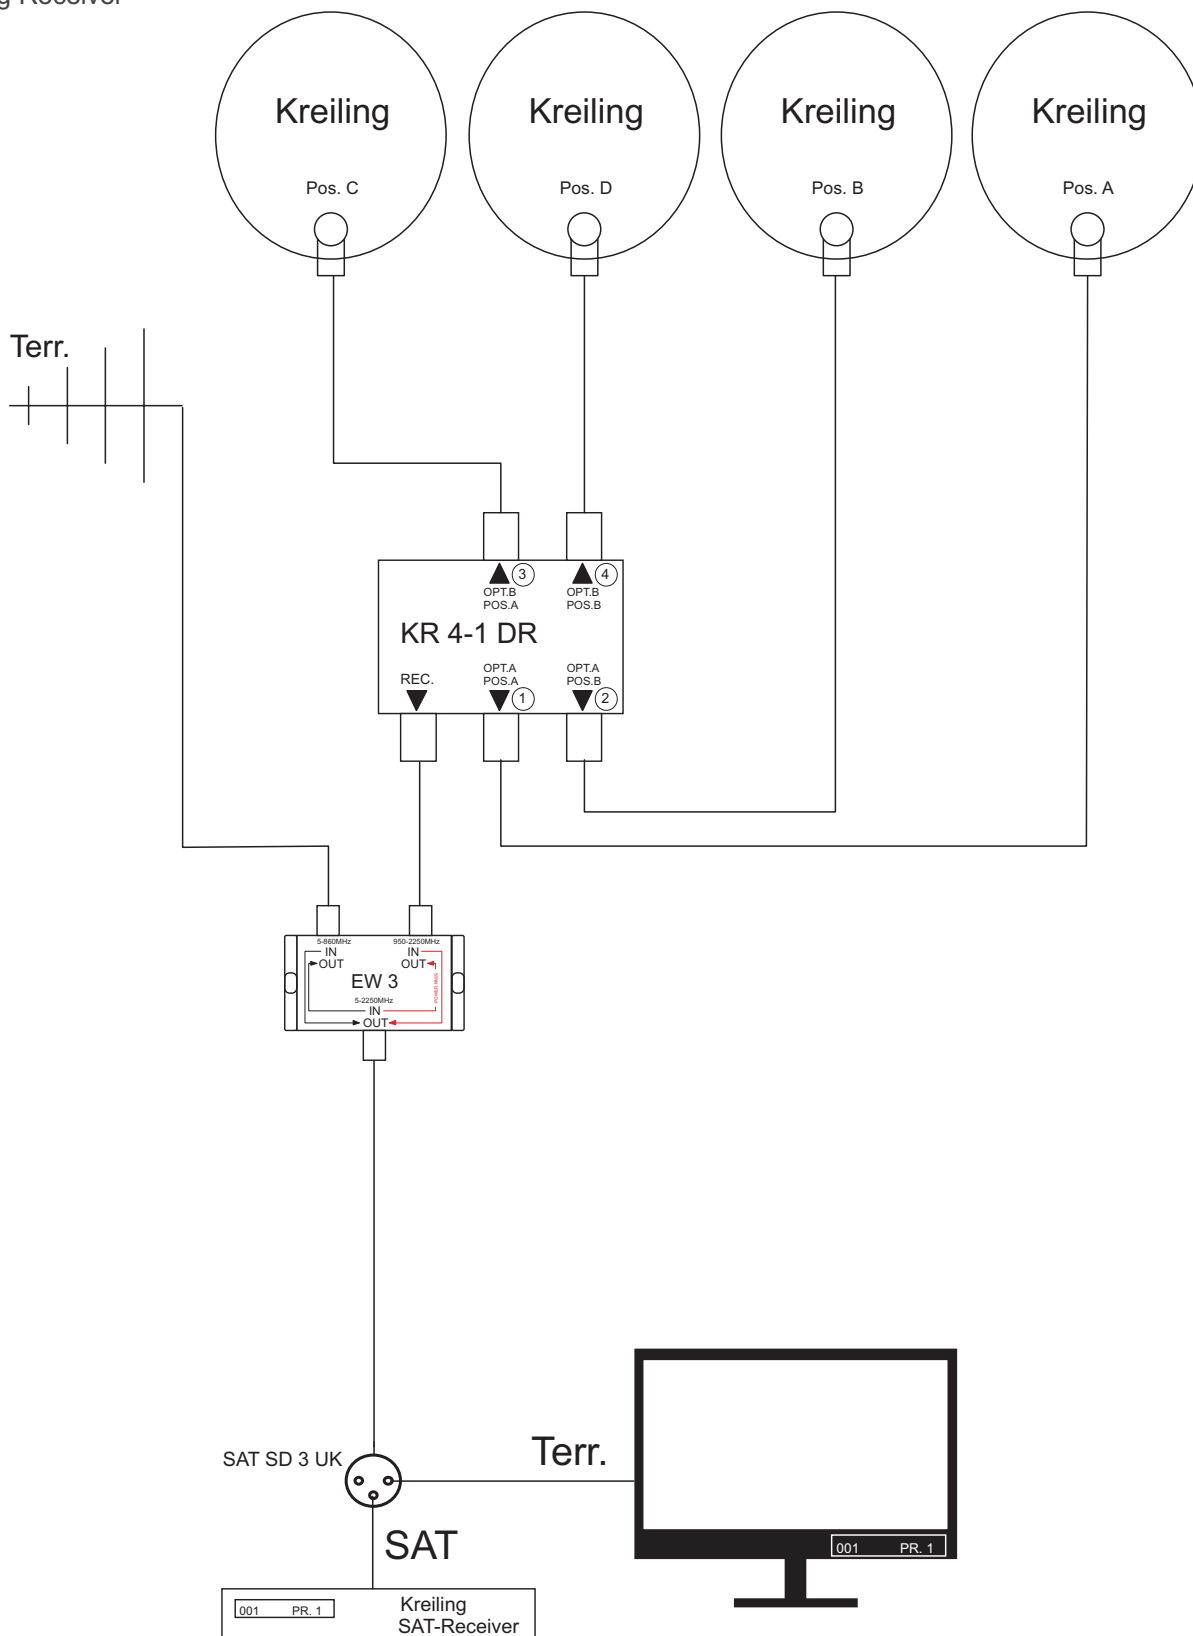 g Receiver
Kreiling Kreiling Kreiling Kreiling
Pos. C Pos. D Pos. B Pos. A
Terr.
3 4
OPT.B OPT.B
POS.A POS.B
KR 4-1 DR
OPT.A OPT.A
REC. POS.A POS.B
1 2
5-860MHz 950-2250MHz
IN IN
OUT OUT
EW 3
POWER PASS
5-2250MHz
IN
OUT
SAT SD 3 UK
Terr.
SAT
001 PR. 1
001 PR. 1
Kreiling
SAT-Receiver